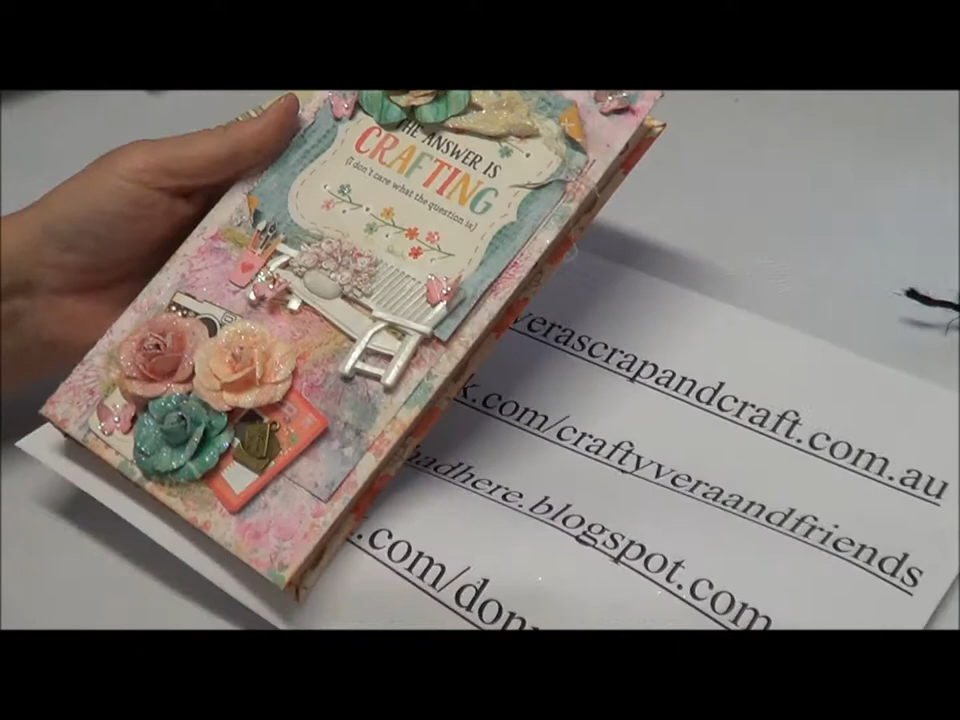 THE ANSWER IS
CRAFTING
(I don't care what the question is)
verascrapandcraft.com.au
k.com/craftyveraandfriends
adhere.blogspot.com
.com/don